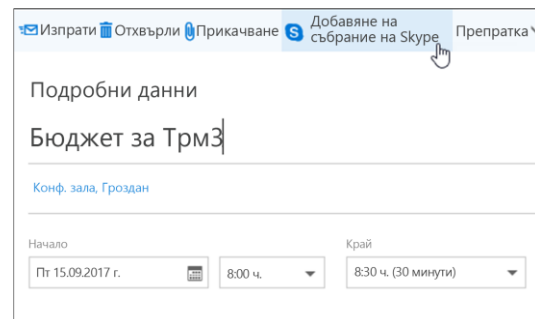 Изпрати Отхвърли Прикачване Добавяне на събрание на Skype Препратка
Подробни данни
Бюджет за Трм3
Конф. зала, Гроздан
Начало Край
Пт 15.09.2017 г. 8:00 ч. 8:30 ч. (30 минути)